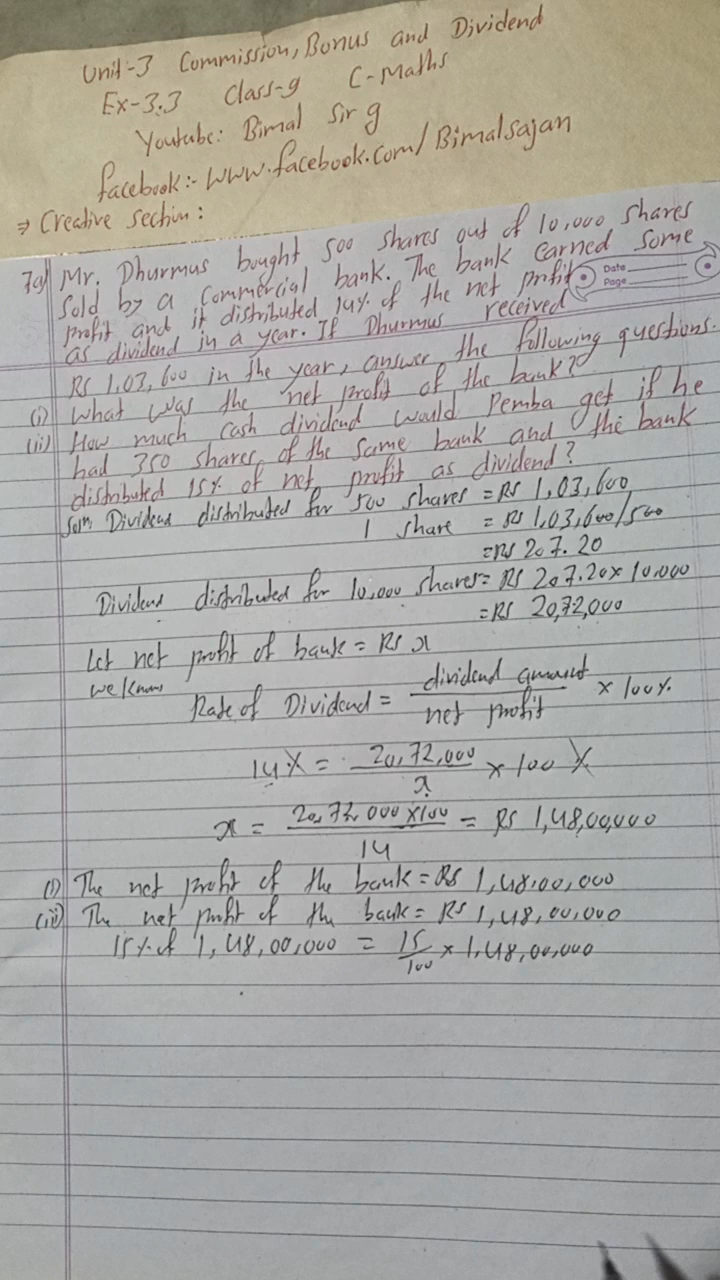 Unit-3 Commission, Bonus and Dividend
Ex-3.3 Class-9 C-Maths
Youtube: Bimal Sir g
facebook:- www.facebook.com/Bimalsajan
⇒ Creative section:
7a) Mr. Dhurmus bought 500 shares out of 10,000 shares
sold by a commercial bank. The bank earned some
profit and it distributed 14% of the net profit
Date
Page
as dividend in a year. If Dhurmus received
Rs 1,03,600 in the year, answer the following questions.
(i) What was the net profit of the bank?
(ii) How much cash dividend would Pemba get if he
had 350 shares of the same bank and the bank
distributed 15% of net profit as dividend?
Soln Dividend distributed for 500 shares = Rs 1,03,600
1 share = Rs 1,03,600/500
= Rs 207.20
Dividend distributed for 10,000 shares = Rs 207.20 × 10,000
= Rs 20,72,000
Let net profit of bank = Rs x
we know
Rate of Dividend = dividend amount / net profit × 100%
14% = 20,72,000 / x × 100 %
x = 20,72,000 × 100 / 14 = Rs 1,48,00,000
(i) The net profit of the bank = Rs 1,48,00,000
(ii) The net profit of the bank = Rs 1,48,00,000
15% of 1,48,00,000 = 15/100 × 1,48,00,000